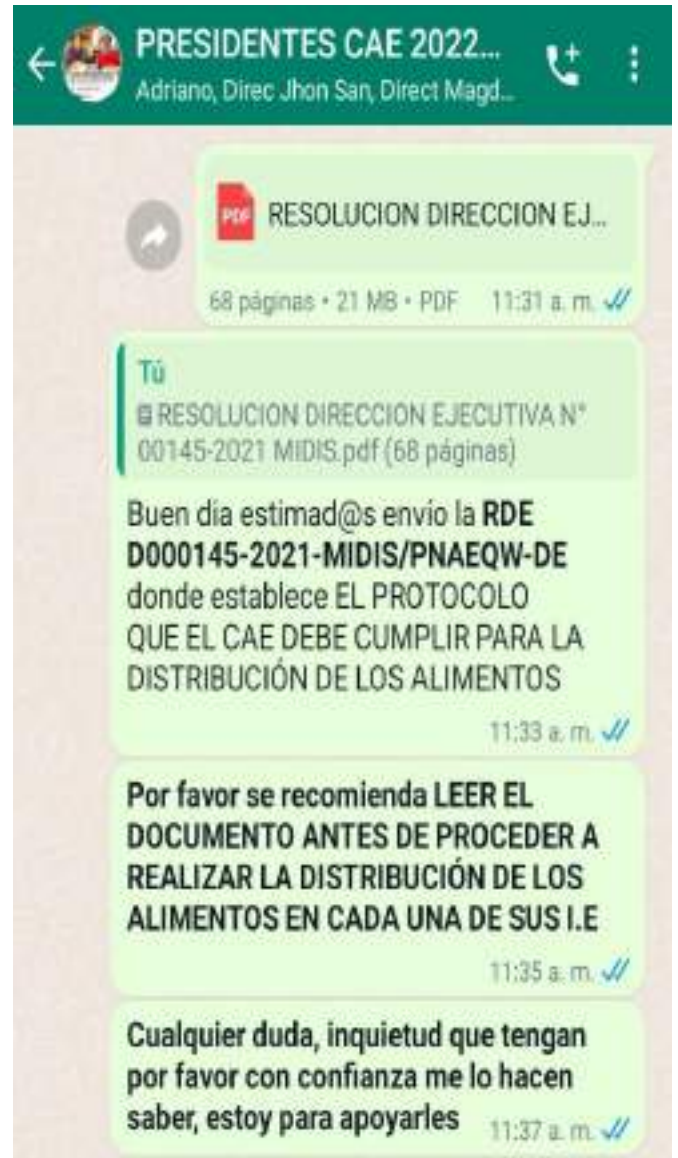 PRESIDENTES CAE 2022...
Adriano, Direc Jhon San, Direct Magd...
PDF
RESOLUCION DIRECCION EJ...
68 páginas • 21 MB • PDF 11:31 a. m.
Tú
RESOLUCION DIRECCION EJECUTIVA N°
00145-2021 MIDIS.pdf (68 páginas)
Buen dia estimad@s envío la RDE
D000145-2021-MIDIS/PNAEQW-DE
donde establece EL PROTOCOLO
QUE EL CAE DEBE CUMPLIR PARA LA
DISTRIBUCIÓN DE LOS ALIMENTOS
11:33 a. m.
Por favor se recomienda LEER EL
DOCUMENTO ANTES DE PROCEDER A
REALIZAR LA DISTRIBUCIÓN DE LOS
ALIMENTOS EN CADA UNA DE SUS I.E
11:35 a. m.
Cualquier duda, inquietud que tengan
por favor con confianza me lo hacen
saber, estoy para apoyarles 11:37 a. m.